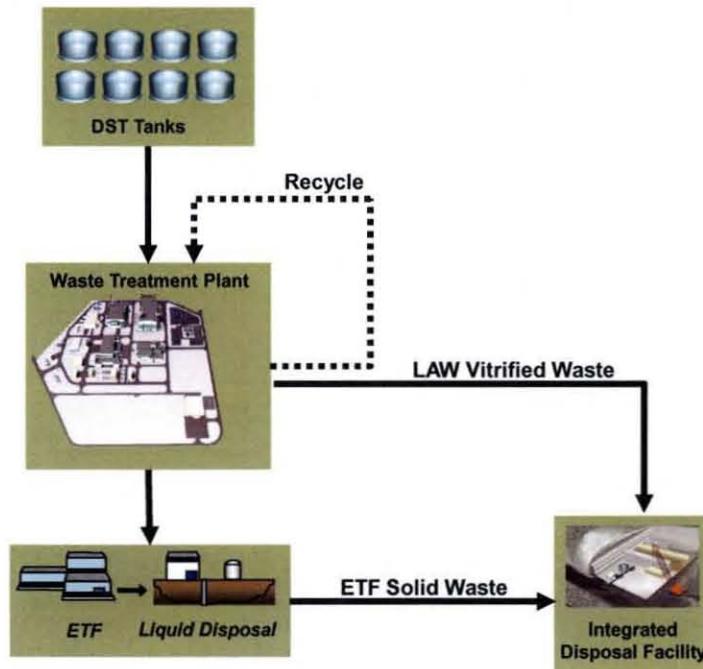 DST Tanks
Recycle
Waste Treatment Plant
LAW Vitrified Waste
ETF Solid Waste
ETF
Liquid Disposal
Integrated
Disposal Facility